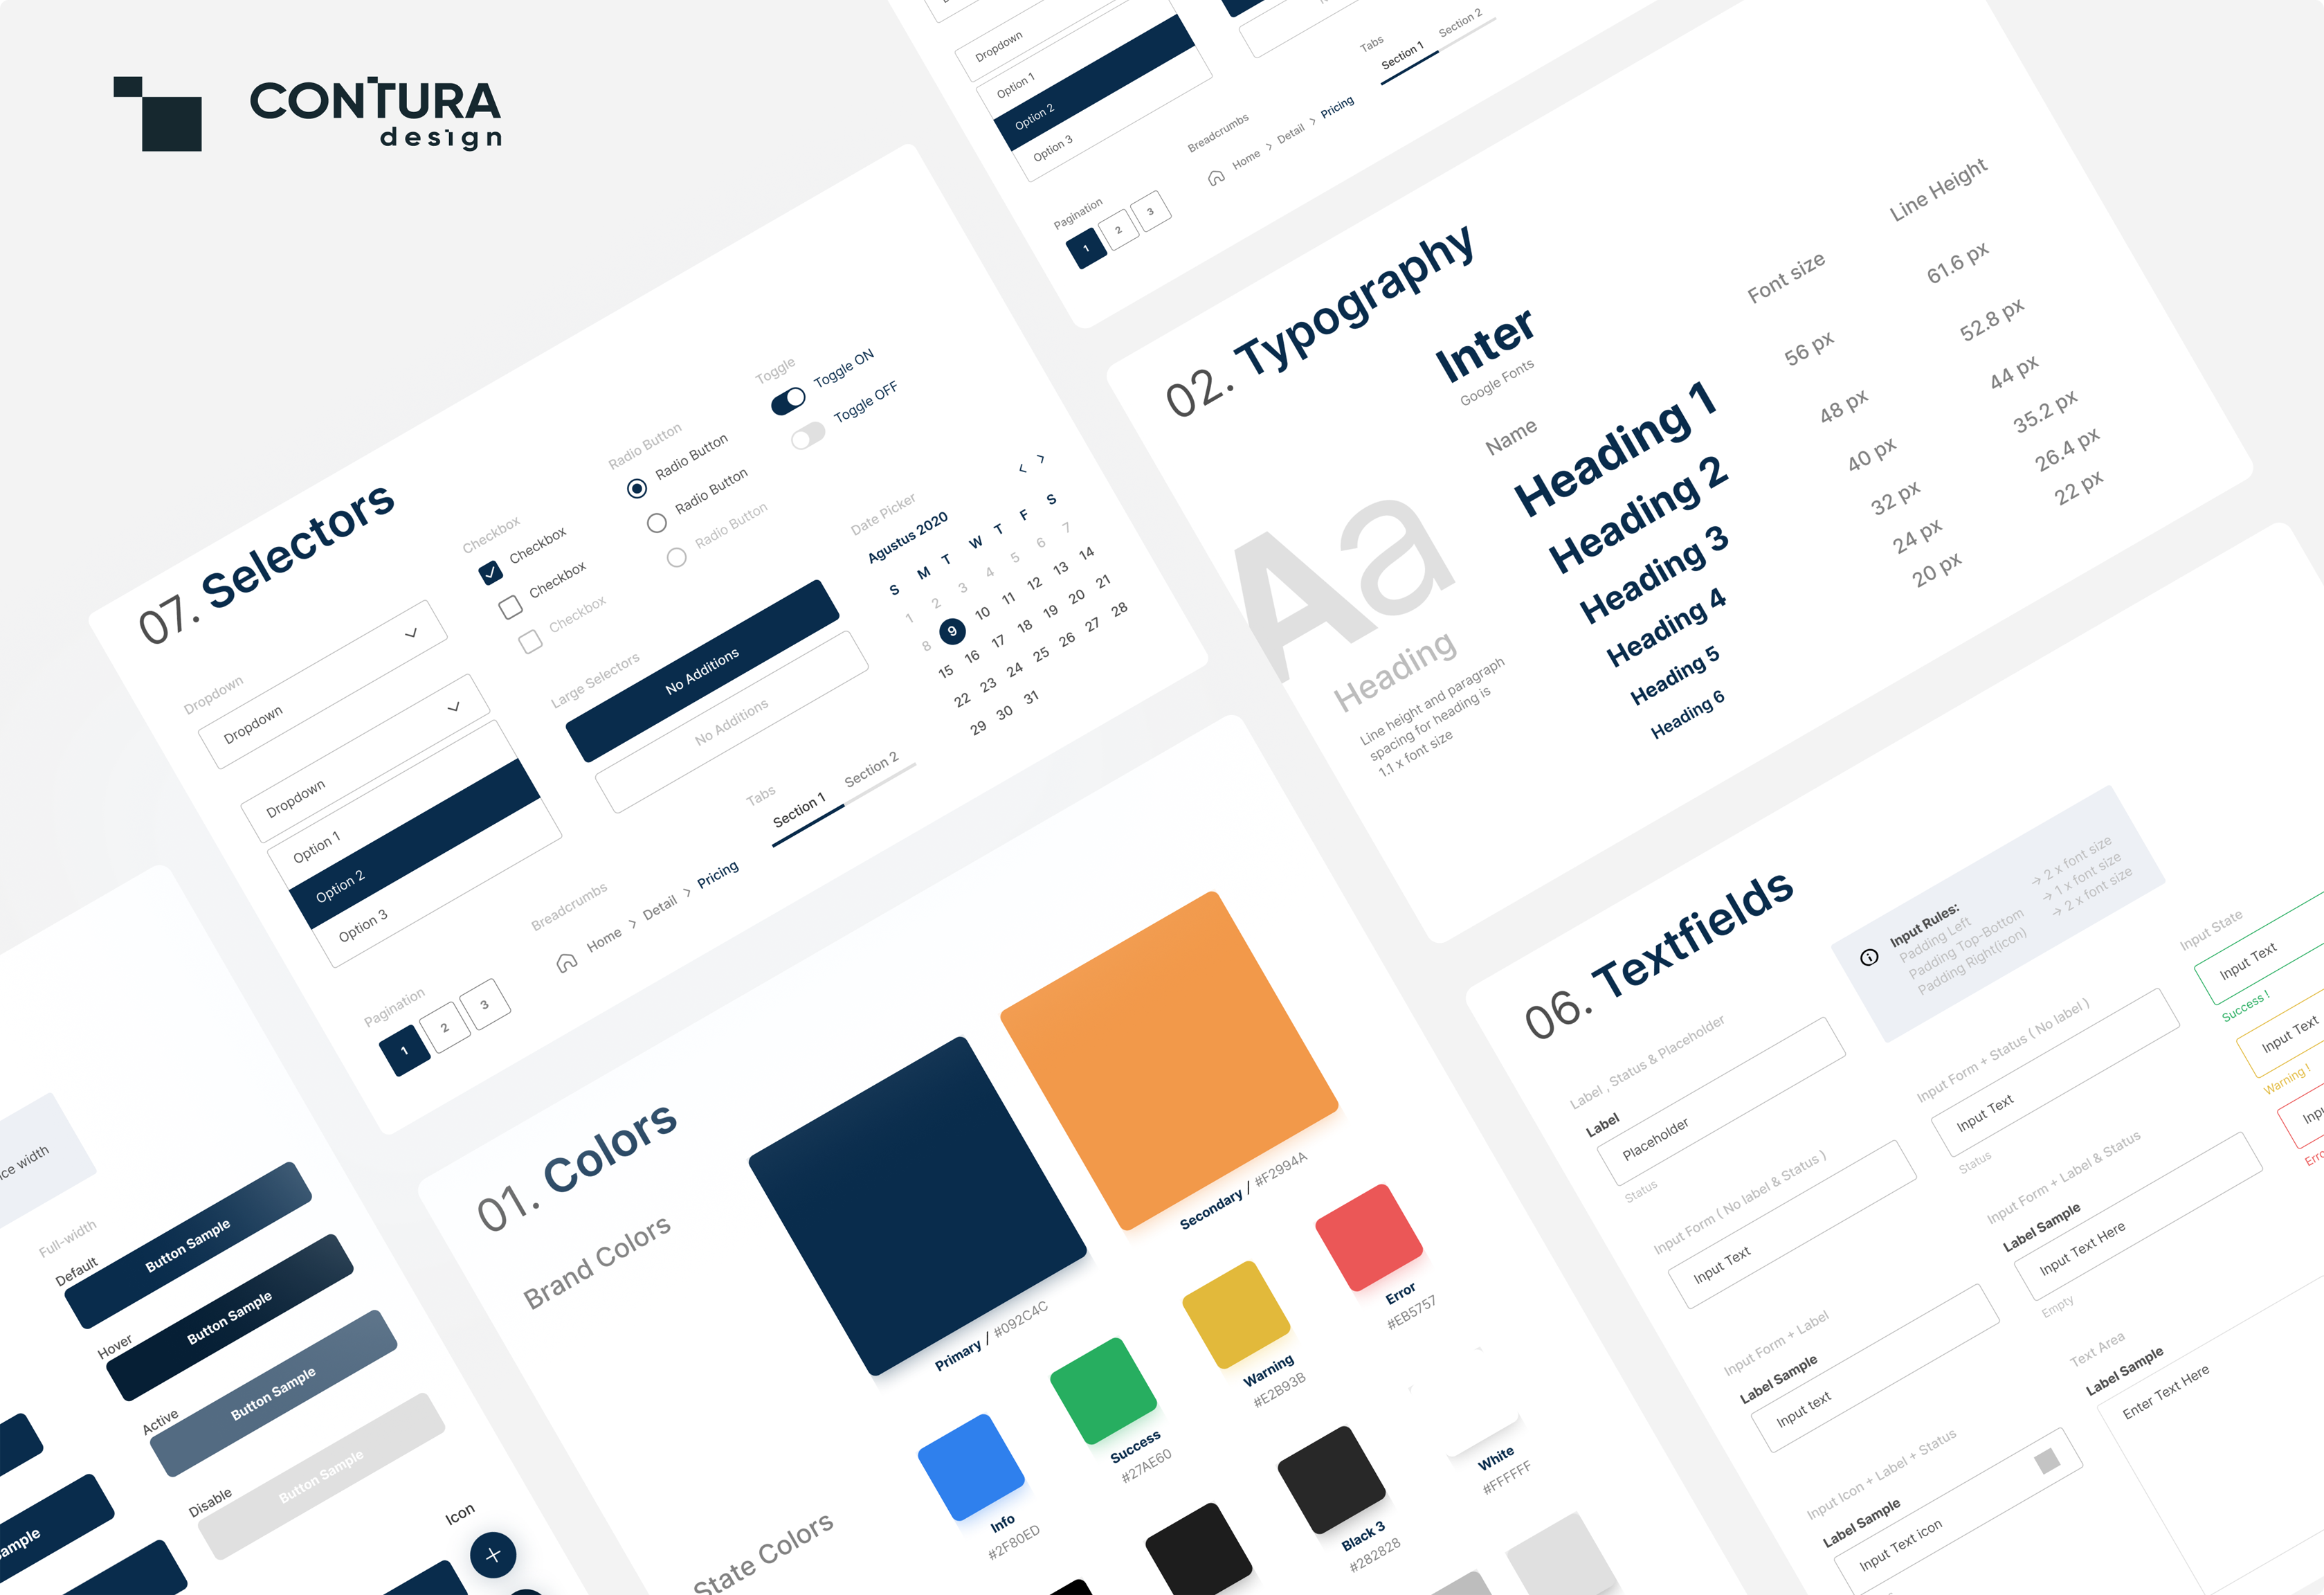 CONTURA
design
Dropdown
Option 1
Option 2
Option 3
Pagination
1
2
3
Breadcrumbs
Home
Detail
Pricing
Tabs
Section 1
Section 2
07. Selectors
Dropdown
Dropdown
Dropdown
Option 1
Option 2
Option 3
Pagination
1
2
3
Checkbox
Checkbox
Checkbox
Checkbox
Radio Button
Radio Button
Radio Button
Radio Button
Toggle
Toggle ON
Toggle OFF
Large Selectors
No Additions
No Additions
Date Picker
Agustus 2020
S M T W T F S
1 2 3 4 5 6 7
8 9 10 11 12 13 14
15 16 17 18 19 20 21
22 23 24 25 26 27 28
29 30 31
Tabs
Section 1
Section 2
Breadcrumbs
Home
Detail
Pricing
02. Typography
Inter
Google Fonts
Aa
Heading
Line height and paragraph
spacing for heading is
1.1 x font size
Name Font size Line Height
Heading 1 56 px 61.6 px
Heading 2 48 px 52.8 px
Heading 3 40 px 44 px
Heading 4 32 px 35.2 px
Heading 5 24 px 26.4 px
Heading 6 20 px 22 px
01. Colors
Brand Colors
Primary / #092C4C
Secondary / #F2994A
State Colors
Info
#2F80ED
Success
#27AE60
Warning
#E2B93B
Error
#EB5757
Black 3
#282828
White
#FFFFFF
width
Full-width
Default
Button Sample
Hover
Button Sample
Active
Button Sample
Disable
Button Sample
Icon
06. Textfields
Input Rules:
Padding Left → 2 x font size
Padding Top-Bottom → 1 x font size
Padding Right(icon) → 2 x font size
Label , Status & Placeholder
Label
Placeholder
Status
Input Form ( No label & Status )
Input Text
Input Form + Label
Label Sample
Input text
Input Icon + Label + Status
Label Sample
Input Text icon
Input Form + Status ( No label )
Input Text
Status
Input Form + Label & Status
Label Sample
Input Text Here
Empty
Text Area
Label Sample
Enter Text Here
Input State
Input Text
Success !
Input Text
Warning !